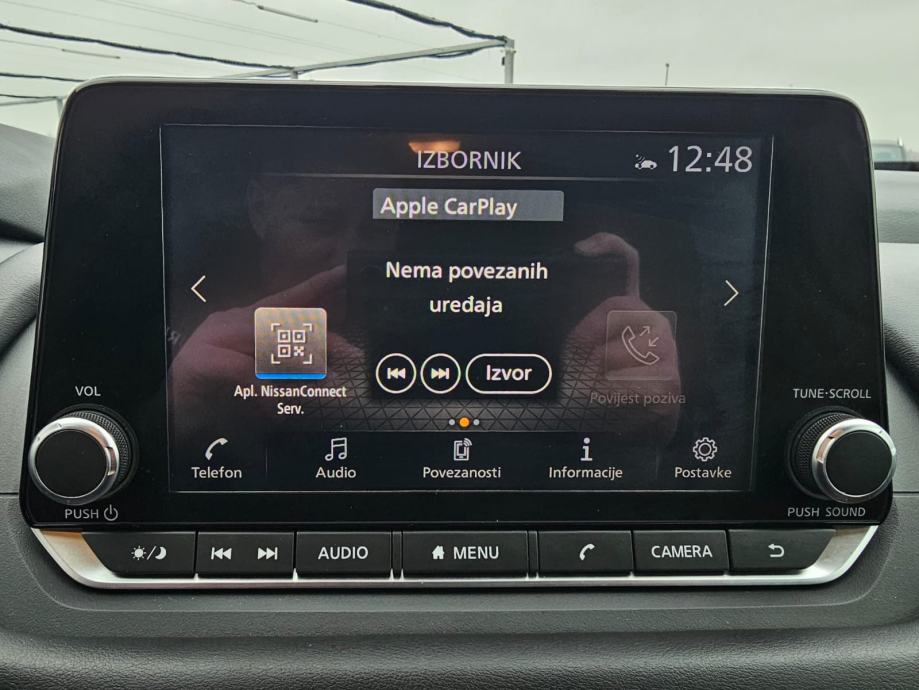 IZBORNIK
12:48
Apple CarPlay
Nema povezanih
uređaja
Apl. NissanConnect
Serv.
Izvor
Povijest poziva
VOL
TUNE·SCROLL
Telefon
Audio
Povezanosti
Informacije
Postavke
PUSH
PUSH SOUND
AUDIO
MENU
CAMERA